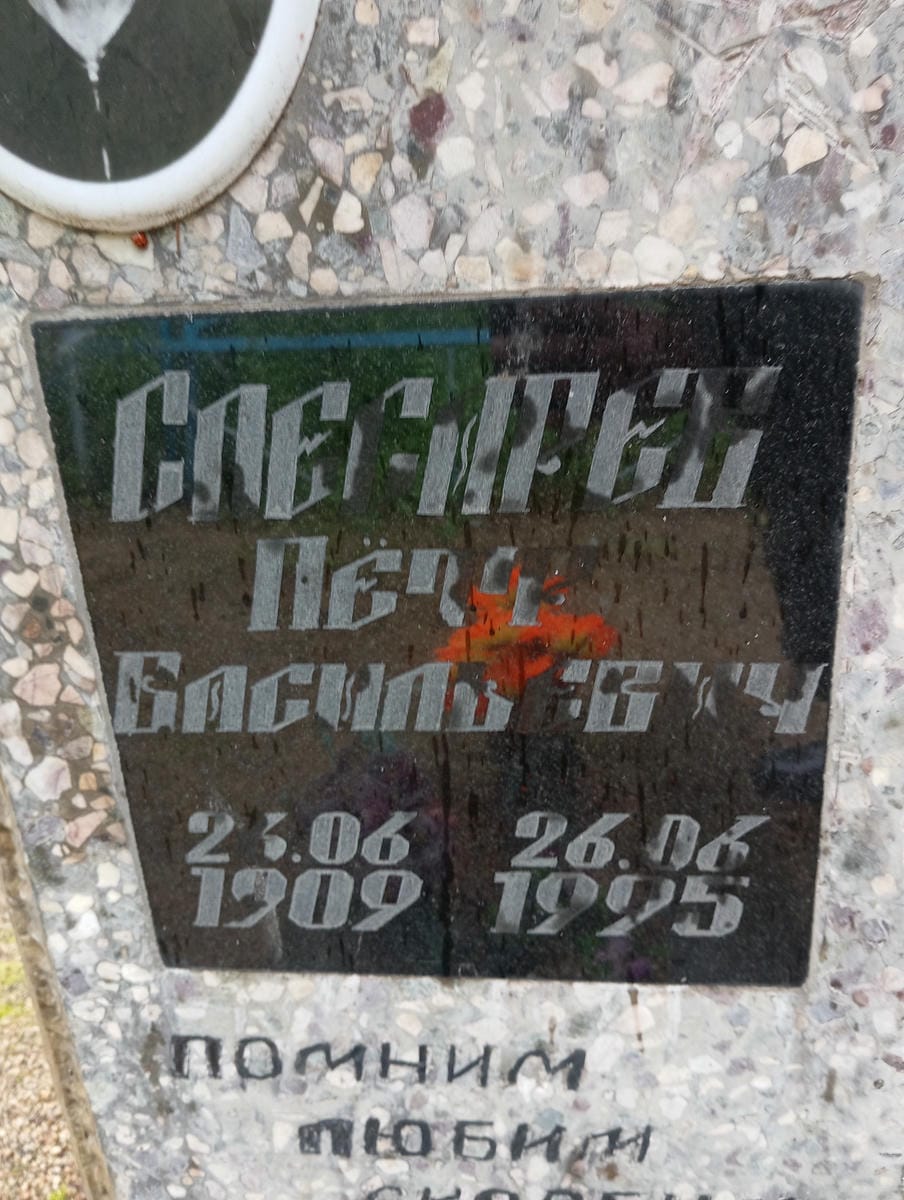 ПЁТР
ВАСИЛЬЕВИЧ
23.06 26.06
1909 1995
ПОМНИМ
ЛЮБИМ